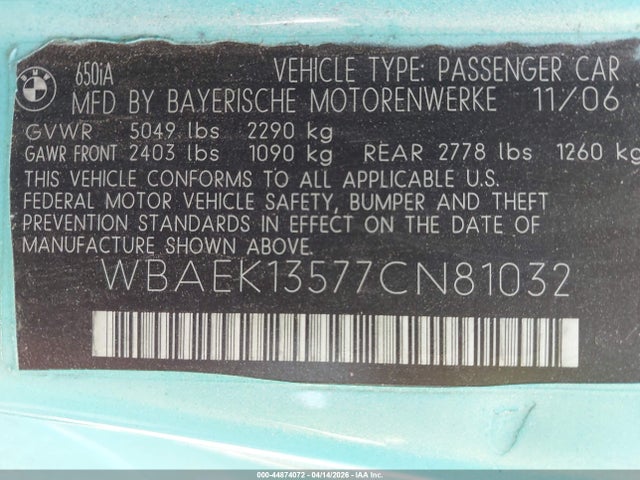 BMW
650iA VEHICLE TYPE: PASSENGER CAR
MFD BY BAYERISCHE MOTORENWERKE 11/06
GVWR 5049 lbs 2290 kg
GAWR FRONT 2403 lbs 1090 kg REAR 2778 lbs 1260 kg
THIS VEHICLE CONFORMS TO ALL APPLICABLE U.S.
FEDERAL MOTOR VEHICLE SAFETY, BUMPER AND THEFT
PREVENTION STANDARDS IN EFFECT ON THE DATE OF
MANUFACTURE SHOWN ABOVE.
WBAEK13577CN81032
000-44874072 - 04/14/2026 - IAA Inc.